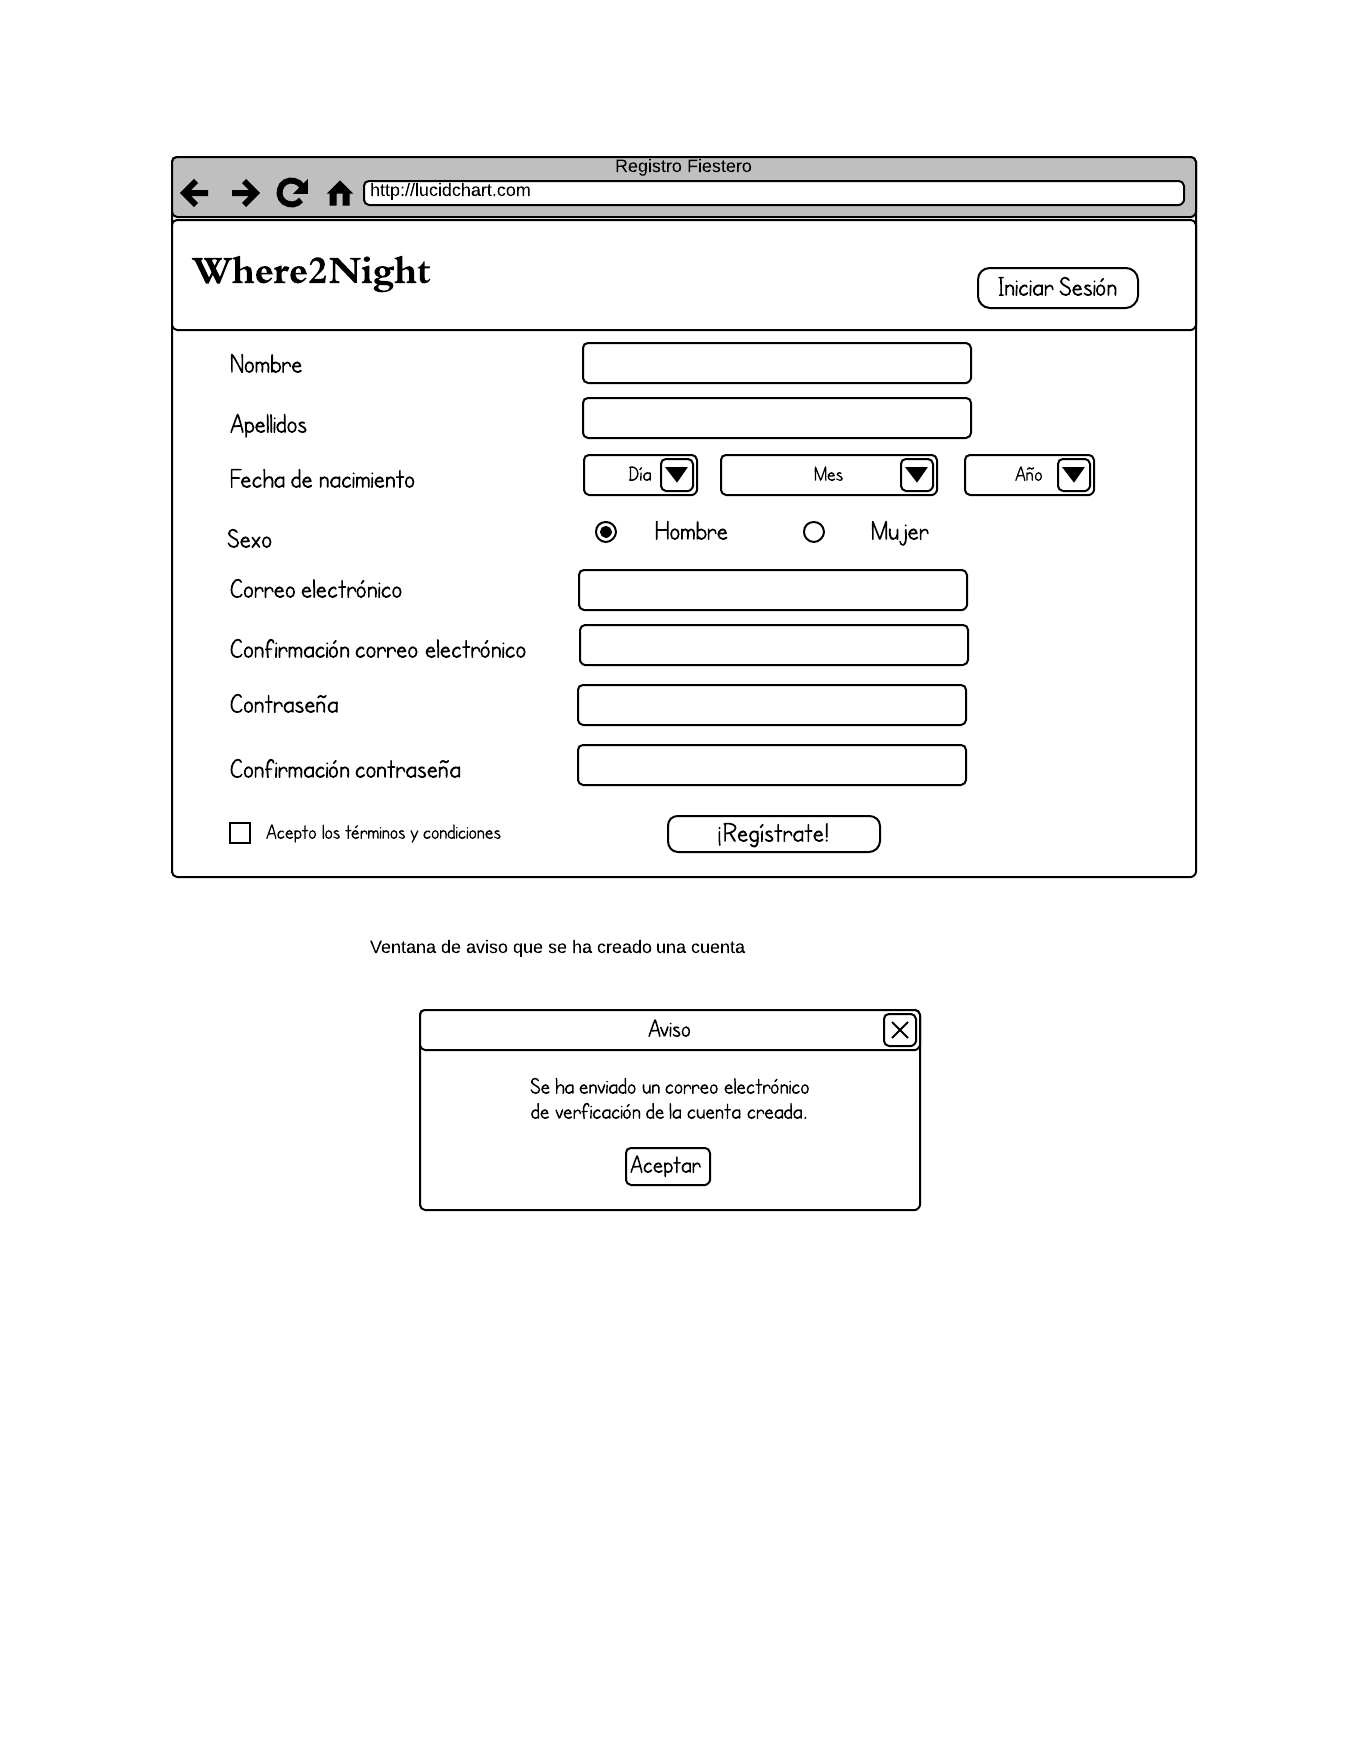 Registro Fiestero
http://lucidchart.com
Where2Night
Iniciar Sesión
Nombre
Apellidos
Fecha de nacimiento
Día
Mes
Año
Sexo
Hombre
Mujer
Correo electrónico
Confirmación correo electrónico
Contraseña
Confirmación contraseña
Acepto los términos y condiciones
¡Regístrate!
Ventana de aviso que se ha creado una cuenta
Aviso
Se ha enviado un correo electrónico
de verficación de la cuenta creada.
Aceptar